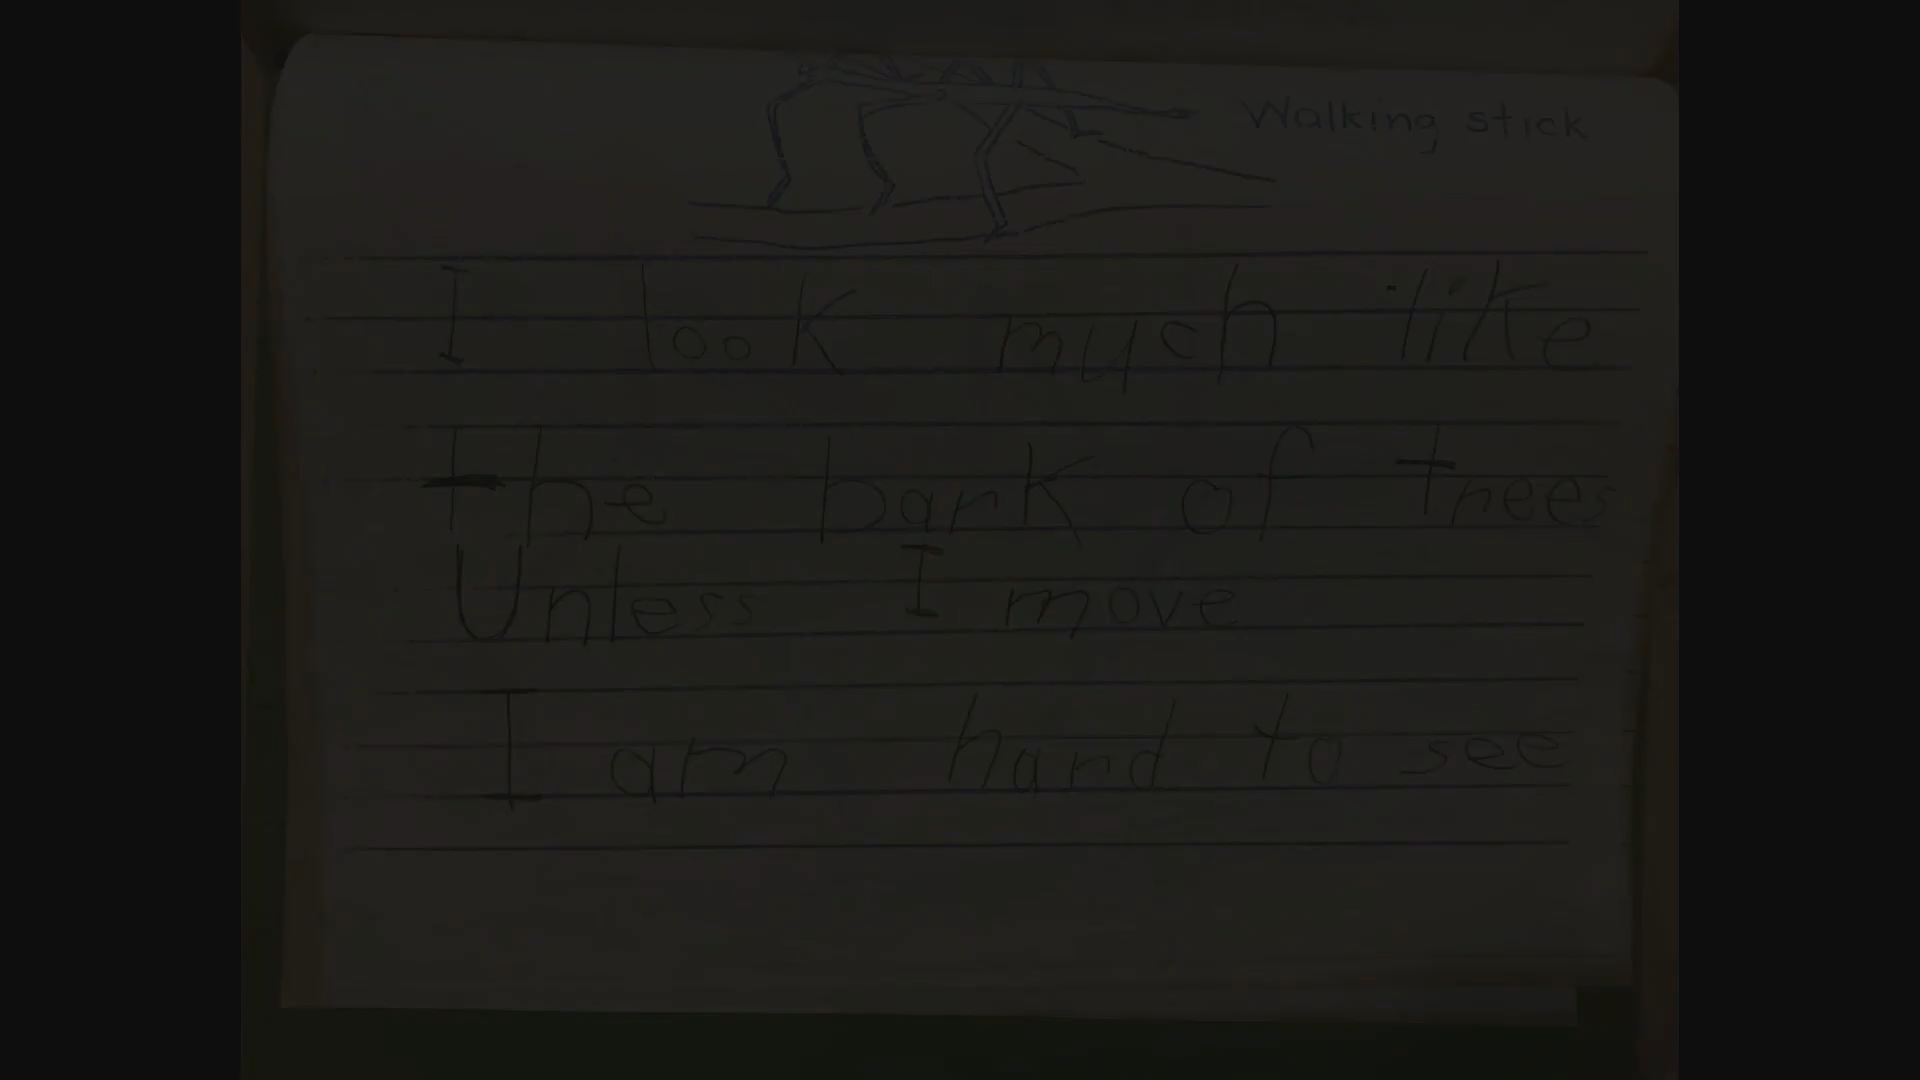 Walking stick
I look much like
the bark of trees
Unless I move
I am hard to see